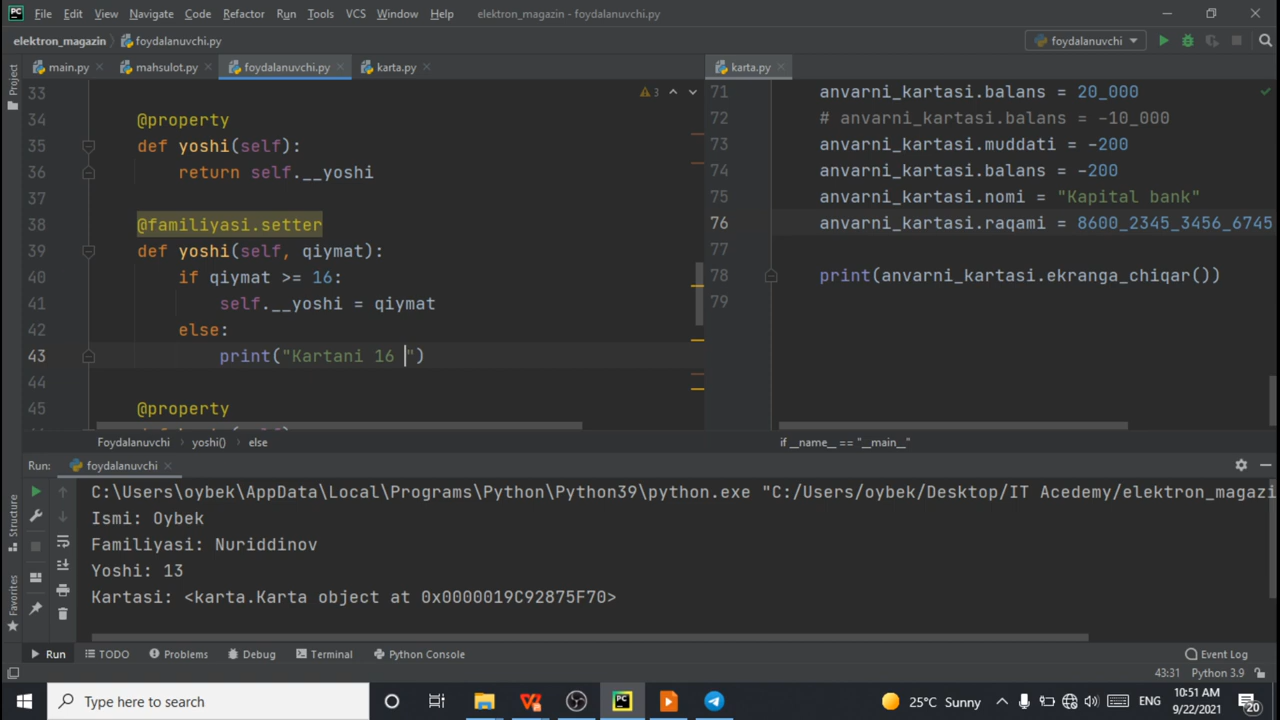 File Edit View Navigate Code Refactor Run Tools VCS Window Help elektron_magazin - foydalanuvchi.py
elektron_magazin foydalanuvchi.py foydalanuvchi
main.py mahsulot.py foydalanuvchi.py karta.py karta.py
Project
33
34 @property
35 def yoshi(self):
36 return self.__yoshi
37
38 @familiyasi.setter
39 def yoshi(self, qiymat):
40 if qiymat >= 16:
41 self.__yoshi = qiymat
42 else:
43 print("Kartani 16 ")
44
45 @property
3
Foydalanuvchi yoshi() else
71 anvarni_kartasi.balans = 20_000
72 # anvarni_kartasi.balans = -10_000
73 anvarni_kartasi.muddati = -200
74 anvarni_kartasi.balans = -200
75 anvarni_kartasi.nomi = "Kapital bank"
76 anvarni_kartasi.raqami = 8600_2345_3456_6745
77
78 print(anvarni_kartasi.ekranga_chiqar())
79
if __name__ == "__main__"
Run: foydalanuvchi
C:\Users\oybek\AppData\Local\Programs\Python\Python39\python.exe "C:/Users/oybek/Desktop/IT Acedemy/elektron_magazi
Ismi: Oybek
Familiyasi: Nuriddinov
Yoshi: 13
Kartasi: <karta.Karta object at 0x0000019C92875F70>
Structure
Favorites
Run TODO Problems Debug Terminal Python Console Event Log
43:31 Python 3.9
Type here to search 25°C Sunny ENG 10:51 AM
9/22/2021 20